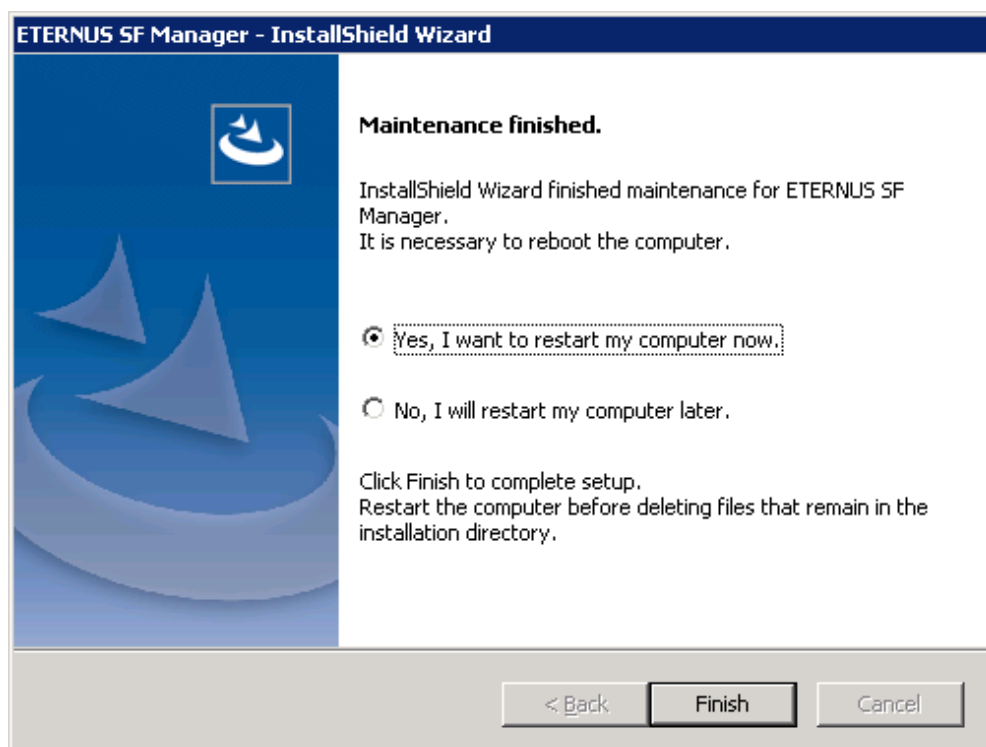 ETERNUS SF Manager - InstallShield Wizard
Maintenance finished.
InstallShield Wizard finished maintenance for ETERNUS SF
Manager.
It is necessary to reboot the computer.
Yes, I want to restart my computer now.
No, I will restart my computer later.
Click Finish to complete setup.
Restart the computer before deleting files that remain in the
installation directory.
< Back
Finish
Cancel